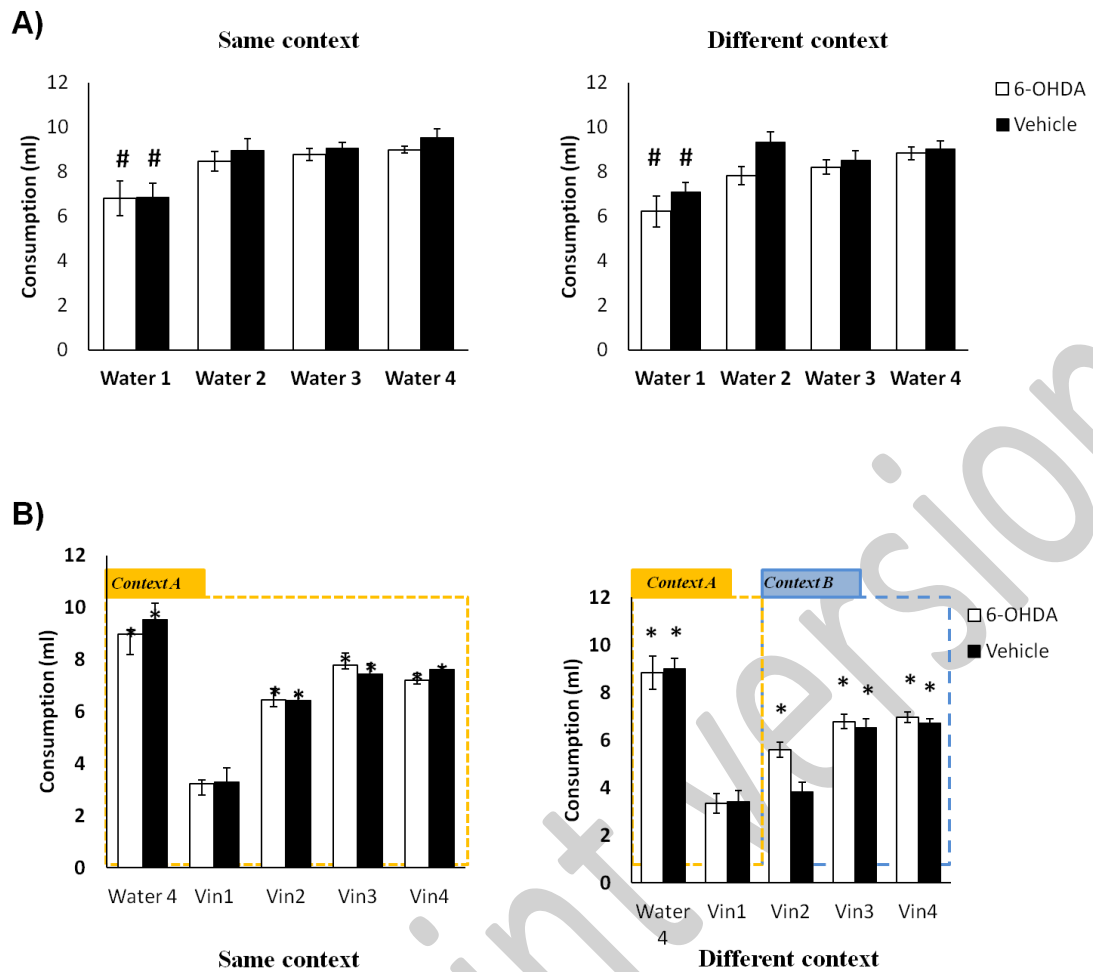 A)
Same context
Different context
12
10
8
6
4
2
0
Consumption (ml)
# #
Water 1 Water 2 Water 3 Water 4
12
10
8
6
4
2
0
Consumption (ml)
# #
Water 1 Water 2 Water 3 Water 4
6-OHDA
Vehicle
B)
12
10
8
6
4
2
0
Consumption (ml)
Context A
* * * * * * * *
Water 4 Vin1 Vin2 Vin3 Vin4
Same context
12
10
8
6
4
2
0
Consumption (ml)
Context A Context B
* * * * * * *
Water 4 Vin1 Vin2 Vin3 Vin4
Different context
6-OHDA
Vehicle
int version